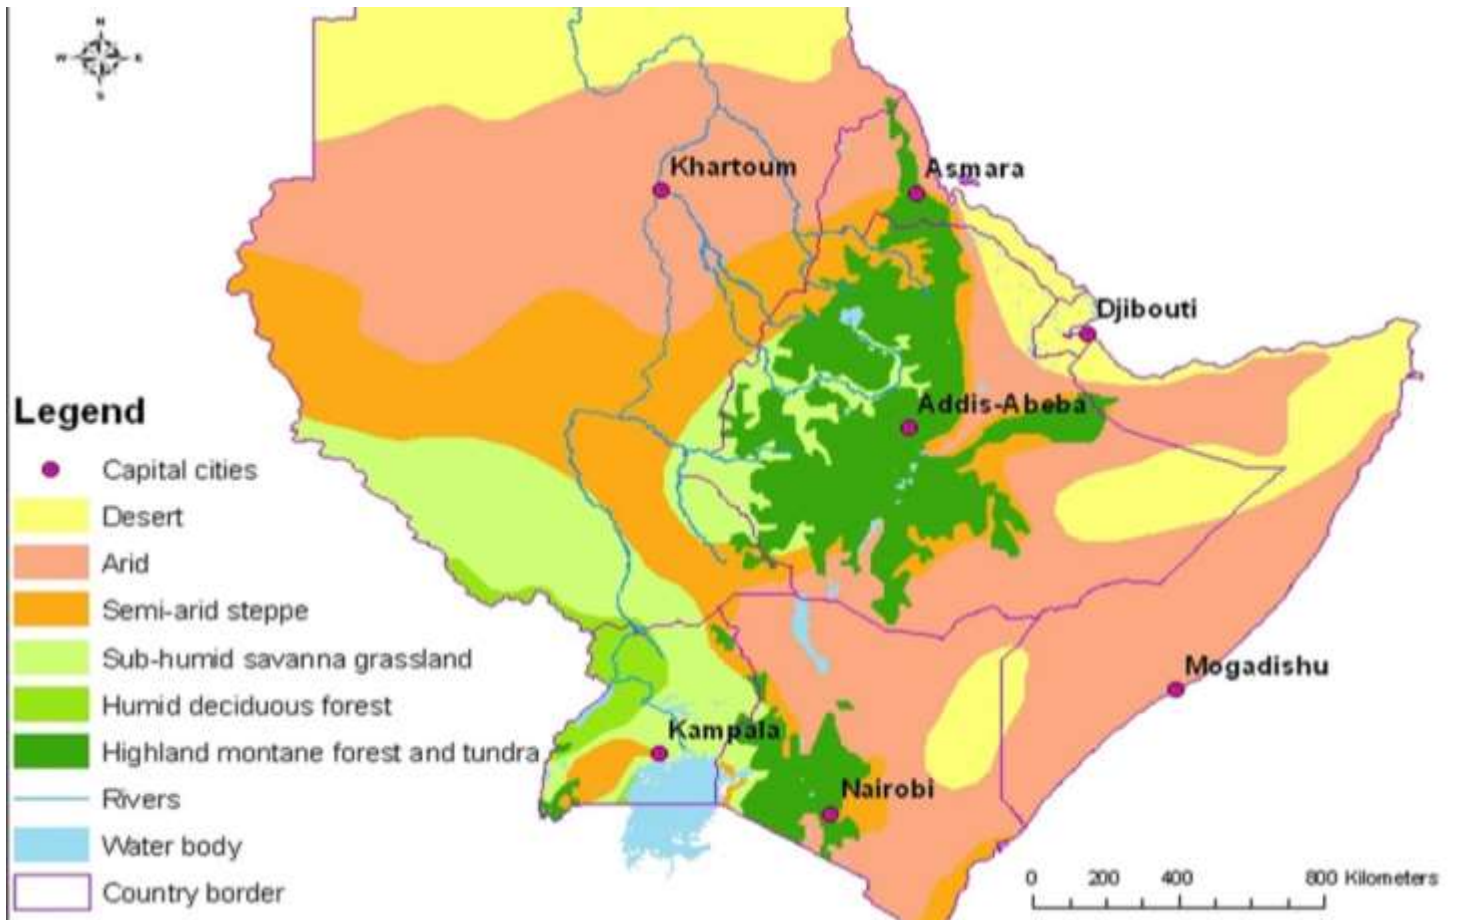 N
W E
S
Khartoum
Asmara
Djibouti
Addis-Abeba
Mogadishu
Kampala
Nairobi
Legend
Capital cities
Desert
Arid
Semi-arid steppe
Sub-humid savanna grassland
Humid deciduous forest
Highland montane forest and tundra
Rivers
Water body
Country border
0 200 400 800 Kilometers